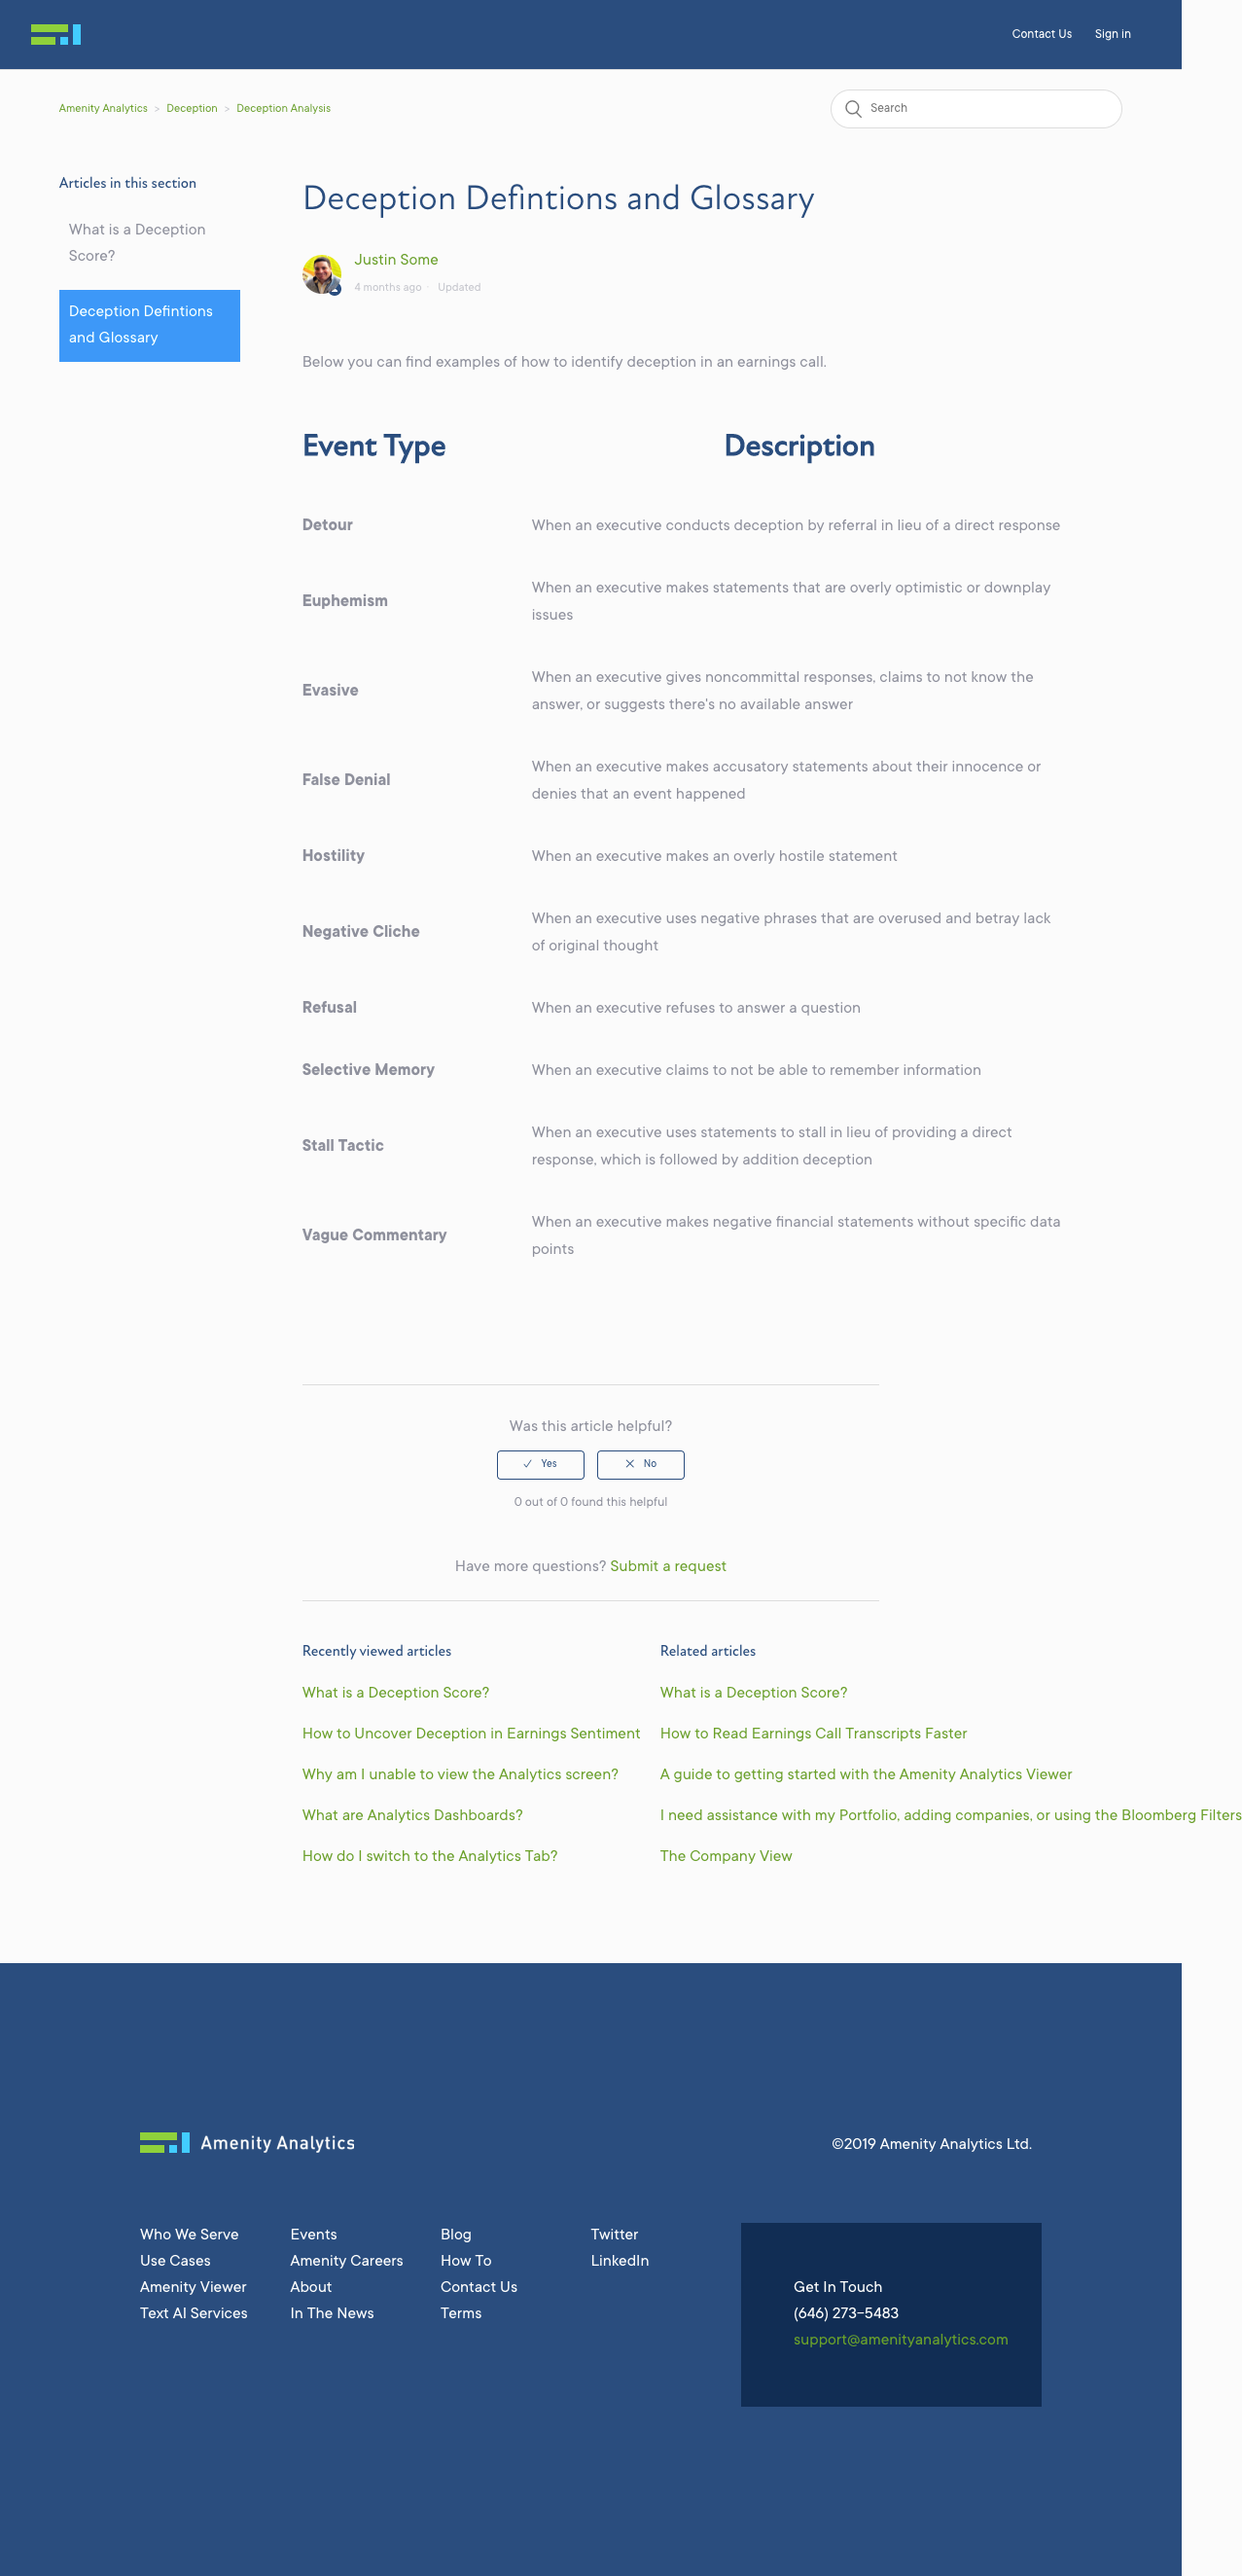 Contact Us Sign in
Amenity Analytics > Deception > Deception Analysis
Search
Articles in this section
What is a Deception
Score?
Deception Defintions
and Glossary
Deception Defintions and Glossary
Justin Some
4 months ago · Updated
Below you can find examples of how to identify deception in an earnings call.
Event Type Description
Detour When an executive conducts deception by referral in lieu of a direct response
Euphemism When an executive makes statements that are overly optimistic or downplay
issues
Evasive When an executive gives noncommittal responses, claims to not know the
answer, or suggests there's no available answer
False Denial When an executive makes accusatory statements about their innocence or
denies that an event happened
Hostility When an executive makes an overly hostile statement
Negative Cliche When an executive uses negative phrases that are overused and betray lack
of original thought
Refusal When an executive refuses to answer a question
Selective Memory When an executive claims to not be able to remember information
Stall Tactic When an executive uses statements to stall in lieu of providing a direct
response, which is followed by addition deception
Vague Commentary When an executive makes negative financial statements without specific data
points
Was this article helpful?
Yes No
0 out of 0 found this helpful
Have more questions? Submit a request
Recently viewed articles
What is a Deception Score?
How to Uncover Deception in Earnings Sentiment
Why am I unable to view the Analytics screen?
What are Analytics Dashboards?
How do I switch to the Analytics Tab?
Related articles
What is a Deception Score?
How to Read Earnings Call Transcripts Faster
A guide to getting started with the Amenity Analytics Viewer
I need assistance with my Portfolio, adding companies, or using the Bloomberg Filters
The Company View
Amenity Analytics
©2019 Amenity Analytics Ltd.
Who We Serve
Use Cases
Amenity Viewer
Text AI Services
Events
Amenity Careers
About
In The News
Blog
How To
Contact Us
Terms
Twitter
LinkedIn
Get In Touch
(646) 273-5483
support@amenityanalytics.com